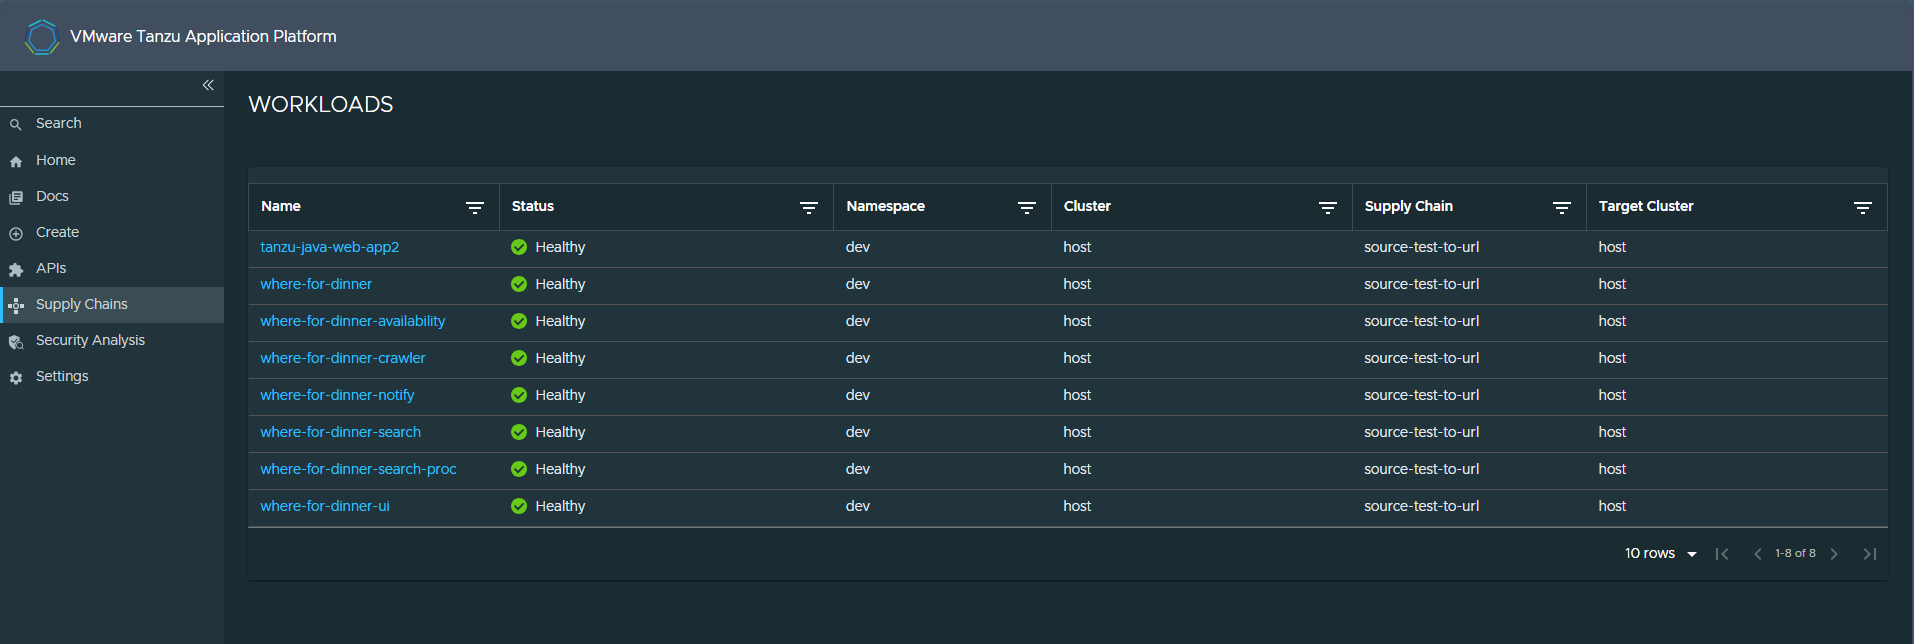 VMware Tanzu Application Platform
WORKLOADS
Search
Home
Docs
Create
APIs
Supply Chains
Security Analysis
Settings
Name Status Namespace Cluster Supply Chain Target Cluster
tanzu-java-web-app2 Healthy dev host source-test-to-url host
where-for-dinner Healthy dev host source-test-to-url host
where-for-dinner-availability Healthy dev host source-test-to-url host
where-for-dinner-crawler Healthy dev host source-test-to-url host
where-for-dinner-notify Healthy dev host source-test-to-url host
where-for-dinner-search Healthy dev host source-test-to-url host
where-for-dinner-search-proc Healthy dev host source-test-to-url host
where-for-dinner-ui Healthy dev host source-test-to-url host
10 rows 1-8 of 8